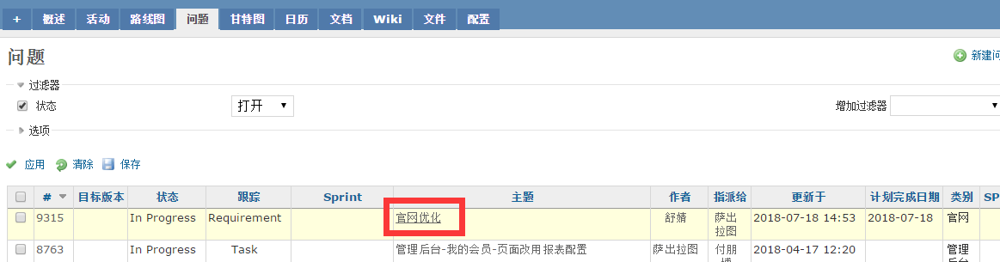 + 概述 活动 路线图 问题 甘特图 日历 文档 Wiki 文件 配置
问题
新建问
过滤器
状态 打开 增加过滤器
选项
应用 清除 保存
# 目标版本 状态 跟踪 Sprint 主题 作者 指派给 更新于 计划完成日期 类别 SP
9315 In Progress Requirement 官网优化 舒婧 萨出拉图 2018-07-18 14:53 2018-07-18 官网
8763 In Progress Task 管理后台-我的会员-页面改用报表配置 萨出拉图 付朋 2018-04-17 12:20 管理后台